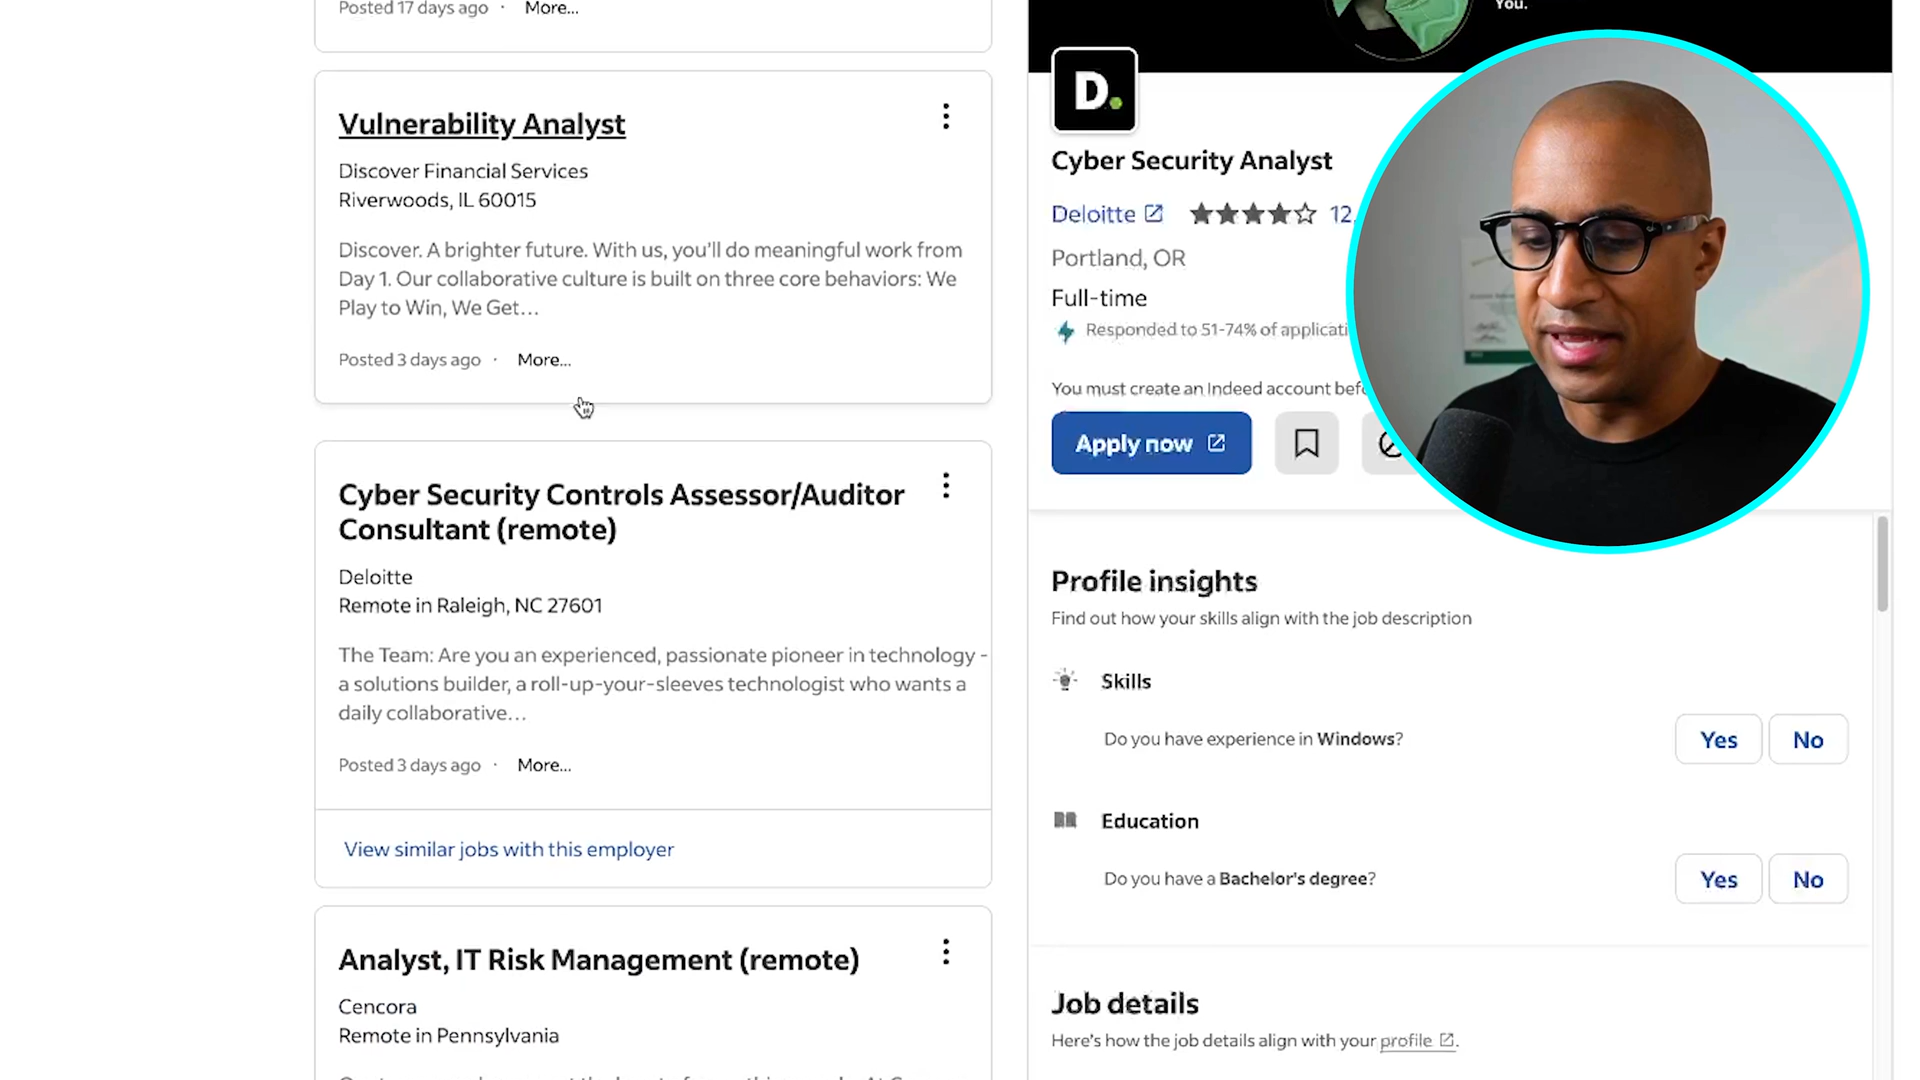 Posted 17 days ago · More...
Vulnerability Analyst
Discover Financial Services
Riverwoods, IL 60015
Discover. A brighter future. With us, you'll do meaningful work from
Day 1. Our collaborative culture is built on three core behaviors: We
Play to Win, We Get...
Posted 3 days ago · More...
Cyber Security Controls Assessor/Auditor
Consultant (remote)
Deloitte
Remote in Raleigh, NC 27601
The Team: Are you an experienced, passionate pioneer in technology -
a solutions builder, a roll-up-your-sleeves technologist who wants a
daily collaborative...
Posted 3 days ago · More...
View similar jobs with this employer
Analyst, IT Risk Management (remote)
Cencora
Remote in Pennsylvania
You.
D.
Cyber Security Analyst
Deloitte 12
Portland, OR
Full-time
Responded to 51-74% of
You must create an Indeed account
Apply now
Profile insights
Find out how your skills align with the job description
Skills
Do you have experience in Windows? Yes No
Education
Do you have a Bachelor's degree? Yes No
Job details
Here's how the job details align with your profile.